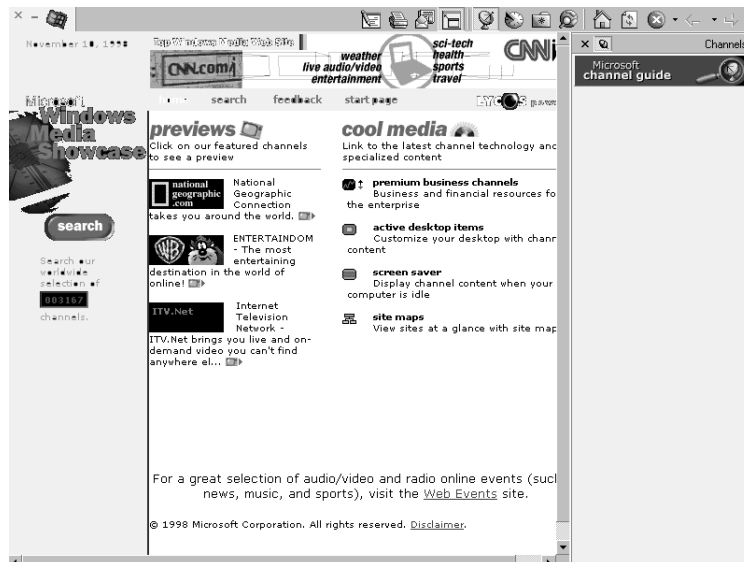 November 10, 1998
Top Windows Media Web Site
CNN.com
weather
live audio/video
entertainment
sci-tech
health
sports
travel
CNN
home search feedback start page
LYCOS
Microsoft
Windows
Media
Showcase
search
Search our
worldwide
selection of
003167
channels.
previews
Click on our featured channels
to see a preview
national
geographic
.com
National
Geographic
Connection
takes you around the world.
WB
ENTERTAINDOM
- The most
entertaining
destination in the world of
online!
ITV.Net
Internet
Television
Network -
ITV.Net brings you live and on-
demand video you can't find
anywhere el...
cool media
Link to the latest channel technology and
specialized content
premium business channels
Business and financial resources fo
the enterprise
active desktop items
Customize your desktop with chann
content
screen saver
Display channel content when your
computer is idle
site maps
View sites at a glance with site map
For a great selection of audio/video and radio online events (such
news, music, and sports), visit the Web Events site.
© 1998 Microsoft Corporation. All rights reserved. Disclaimer.
Channels
Microsoft
channel guide